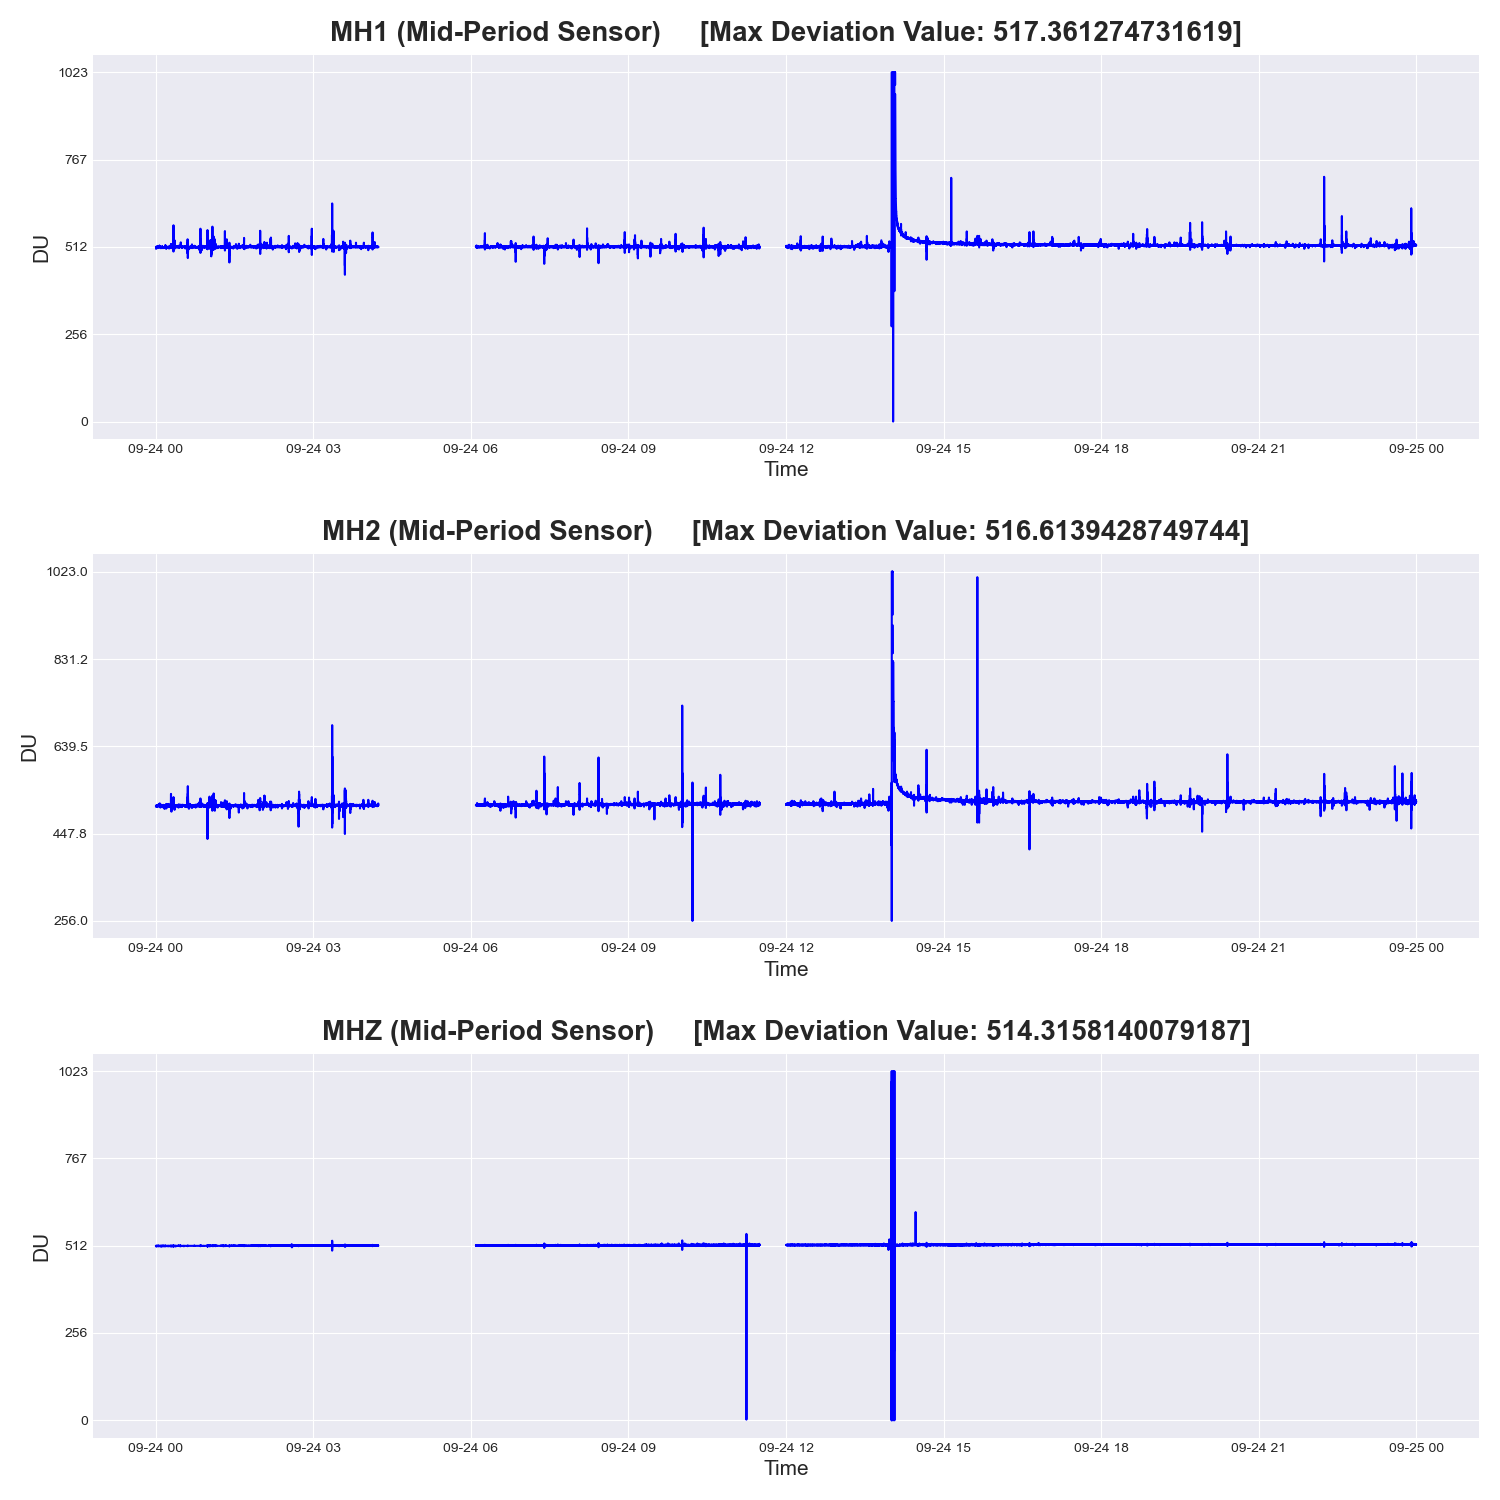 MH1 (Mid-Period Sensor) [Max Deviation Value: 517.361274731619]
1023
767
512
256
0
DU
09-24 00 09-24 03 09-24 06 09-24 09 09-24 12 09-24 15 09-24 18 09-24 21 09-25 00
Time
MH2 (Mid-Period Sensor) [Max Deviation Value: 516.6139428749744]
1023.0
831.2
639.5
447.8
256.0
DU
09-24 00 09-24 03 09-24 06 09-24 09 09-24 12 09-24 15 09-24 18 09-24 21 09-25 00
Time
MHZ (Mid-Period Sensor) [Max Deviation Value: 514.3158140079187]
1023
767
512
256
0
DU
09-24 00 09-24 03 09-24 06 09-24 09 09-24 12 09-24 15 09-24 18 09-24 21 09-25 00
Time